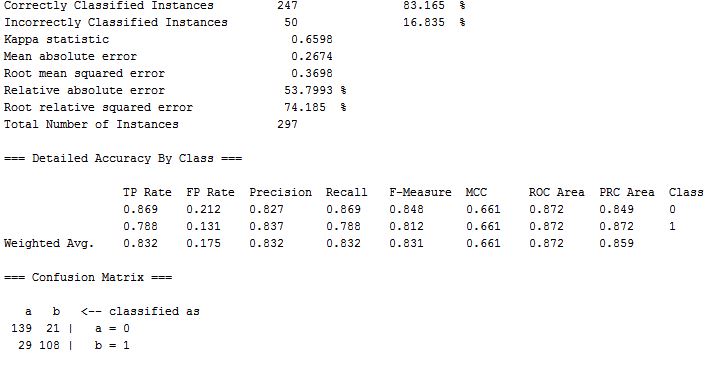 Correctly Classified Instances 247 83.165 %
Incorrectly Classified Instances 50 16.835 %
Kappa statistic 0.6598
Mean absolute error 0.2674
Root mean squared error 0.3698
Relative absolute error 53.7993 %
Root relative squared error 74.185 %
Total Number of Instances 297
=== Detailed Accuracy By Class ===
TP Rate FP Rate Precision Recall F-Measure MCC ROC Area PRC Area Class
0.869 0.212 0.827 0.869 0.848 0.661 0.872 0.849 0
0.788 0.131 0.837 0.788 0.812 0.661 0.872 0.872 1
Weighted Avg. 0.832 0.175 0.832 0.832 0.831 0.661 0.872 0.859
=== Confusion Matrix ===
a b <-- classified as
139 21 | a = 0
29 108 | b = 1